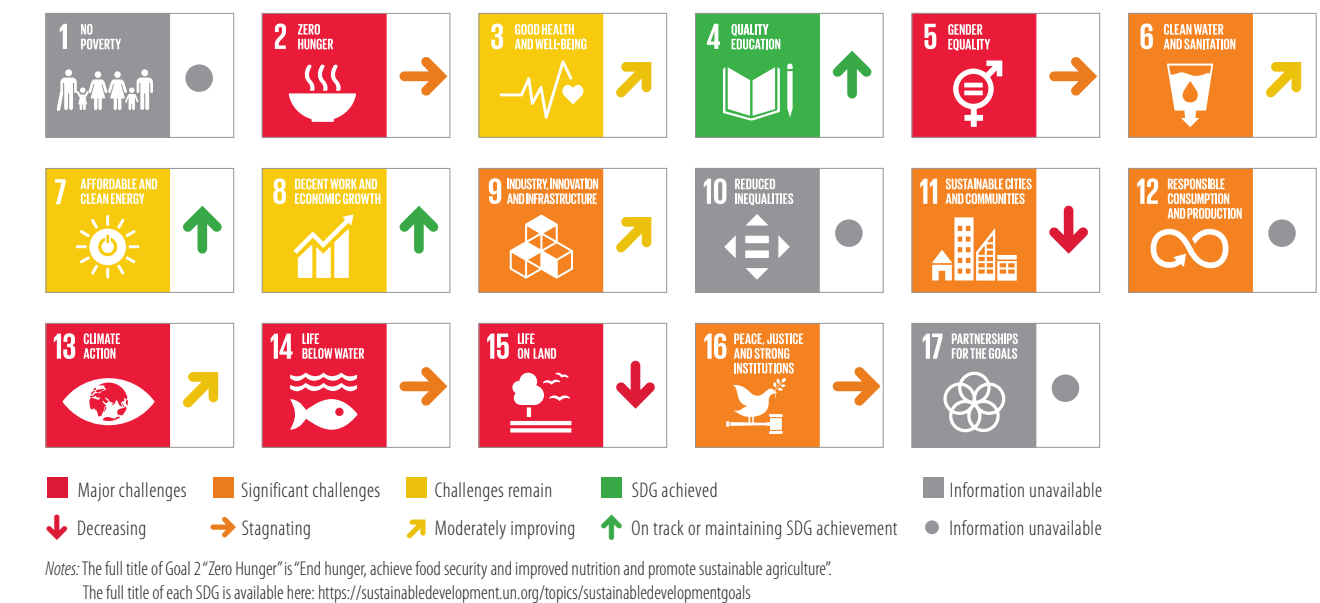 1 NO
POVERTY
2 ZERO
HUNGER
3 GOOD HEALTH
AND WELL-BEING
4 QUALITY
EDUCATION
5 GENDER
EQUALITY
6 CLEAN WATER
AND SANITATION
7 AFFORDABLE AND
CLEAN ENERGY
8 DECENT WORK AND
ECONOMIC GROWTH
9 INDUSTRY, INNOVATION
AND INFRASTRUCTURE
10 REDUCED
INEQUALITIES
11 SUSTAINABLE CITIES
AND COMMUNITIES
12 RESPONSIBLE
CONSUMPTION
AND PRODUCTION
13 CLIMATE
ACTION
14 LIFE
BELOW WATER
15 LIFE
ON LAND
16 PEACE, JUSTICE
AND STRONG
INSTITUTIONS
17 PARTNERSHIPS
FOR THE GOALS
Major challenges Significant challenges Challenges remain SDG achieved Information unavailable
Decreasing Stagnating Moderately improving On track or maintaining SDG achievement Information unavailable
Notes: The full title of Goal 2 “Zero Hunger” is “End hunger, achieve food security and improved nutrition and promote sustainable agriculture”.
The full title of each SDG is available here: https://sustainabledevelopment.un.org/topics/sustainabledevelopmentgoals